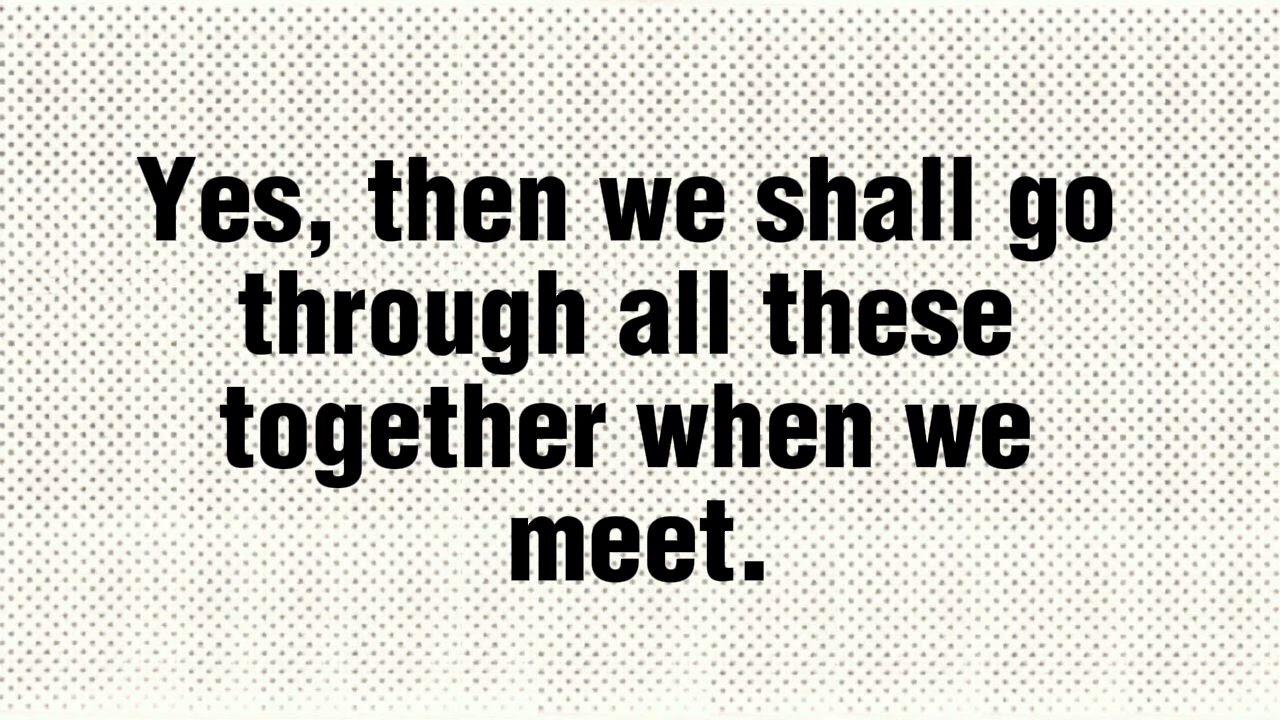 Yes, then we shall go
through all these
together when we
meet.